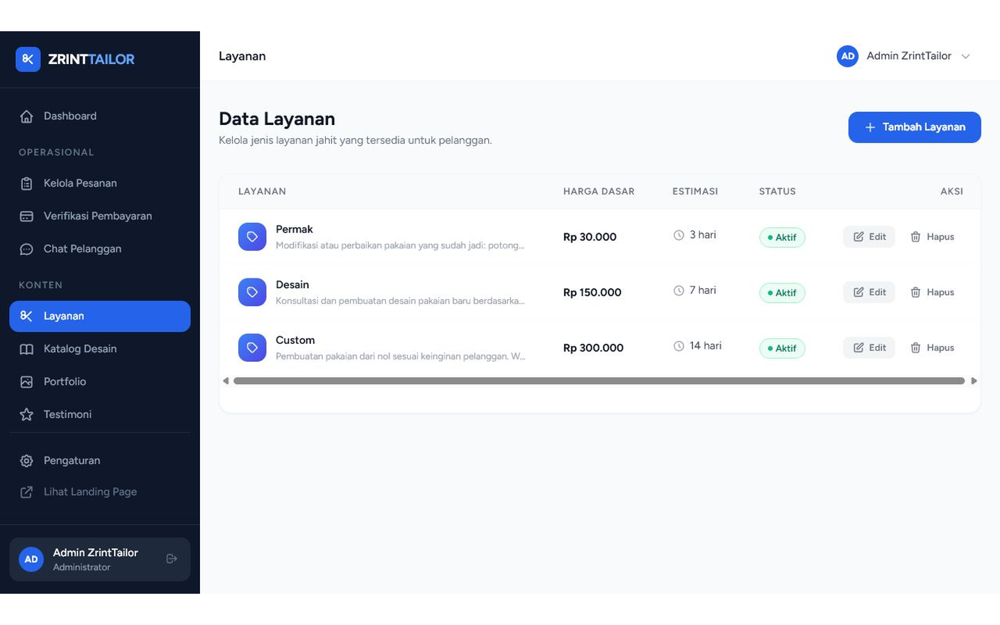 ZRINTTAILOR
Dashboard
OPERASIONAL
Kelola Pesanan
Verifikasi Pembayaran
Chat Pelanggan
KONTEN
Layanan
Katalog Desain
Portfolio
Testimoni
Pengaturan
Lihat Landing Page
AD
Admin ZrintTailor
Administrator
Layanan
AD Admin ZrintTailor
Data Layanan
Kelola jenis layanan jahit yang tersedia untuk pelanggan.
Tambah Layanan
LAYANAN HARGA DASAR ESTIMASI STATUS AKSI
Permak
Modifikasi atau perbaikan pakaian yang sudah jadi: potong...
Rp 30.000 3 hari Aktif Edit Hapus
Desain
Konsultasi dan pembuatan desain pakaian baru berdasarka...
Rp 150.000 7 hari Aktif Edit Hapus
Custom
Pembuatan pakaian dari nol sesuai keinginan pelanggan. W...
Rp 300.000 14 hari Aktif Edit Hapus